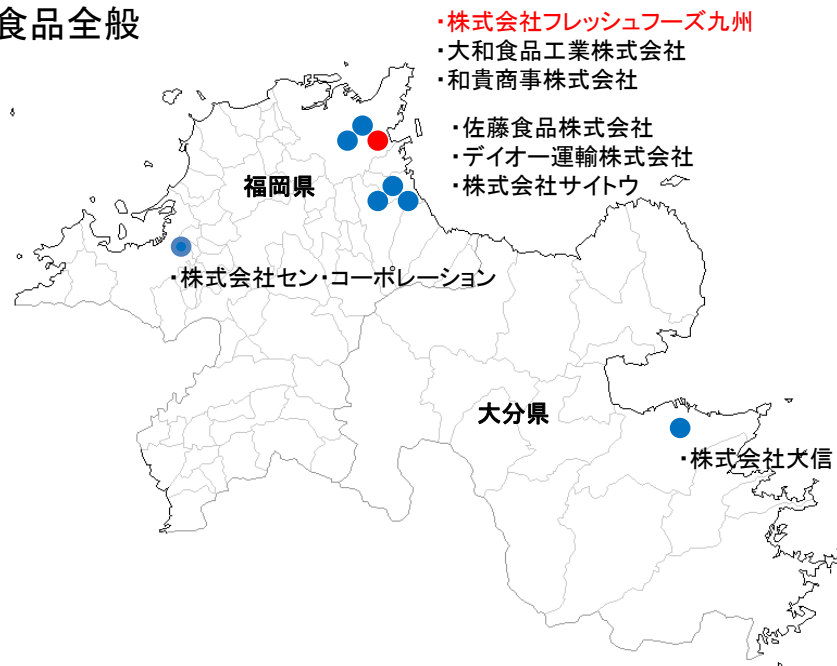 食品全般
・株式会社フレッシュフーズ九州
・大和食品工業株式会社
・和貴商事株式会社
・佐藤食品株式会社
・デイオー運輸株式会社
・株式会社サイトウ
福岡県
・株式会社セン・コーポレーション
大分県
・株式会社大信